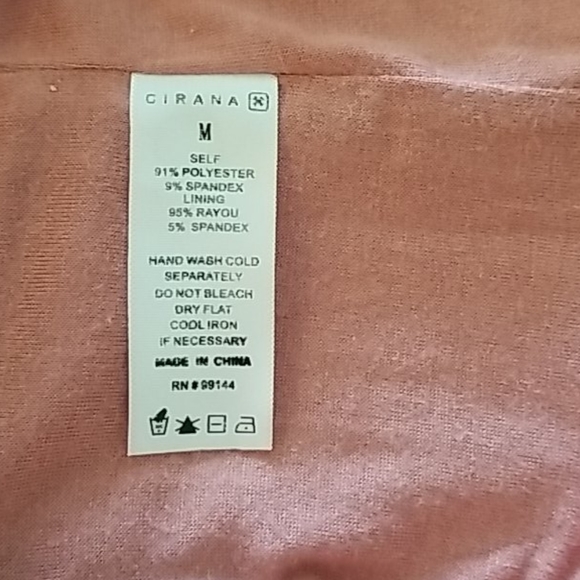 CIRANA
M
SELF
91% POLYESTER
9% SPANDEX
LINING
95% RAYOU
5% SPANDEX
HAND WASH COLD
SEPARATELY
DO NOT BLEACH
DRY FLAT
COOL IRON
IF NECESSARY
MADE IN CHINA
RN # 99144